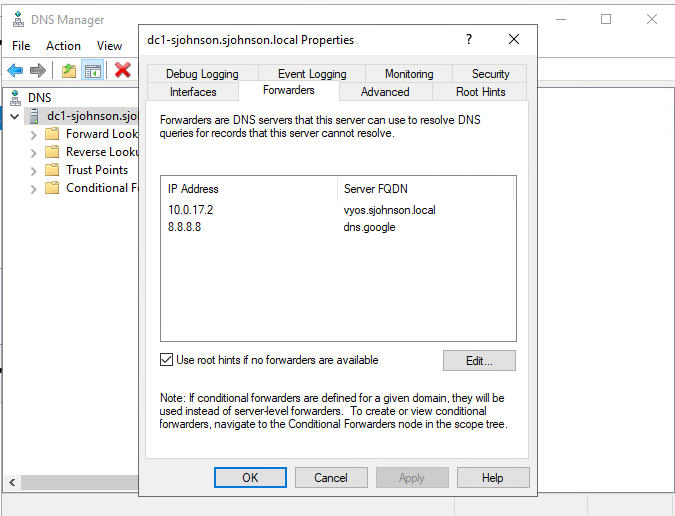 DNS Manager
File Action View
DNS
dc1-sjohnson.sjol
Forward Look
Reverse Looku
Trust Points
Conditional F
dc1-sjohnson.sjohnson.local Properties
?
Debug Logging Event Logging Monitoring Security
Interfaces Forwarders Advanced Root Hints
Forwarders are DNS servers that this server can use to resolve DNS
queries for records that this server cannot resolve.
IP Address Server FQDN
10.0.17.2 vyos.sjohnson.local
8.8.8.8 dns.google
Use root hints if no forwarders are available
Edit...
Note: If conditional forwarders are defined for a given domain, they will be
used instead of server-level forwarders. To create or view conditional
forwarders, navigate to the Conditional Forwarders node in the scope tree.
OK Cancel Apply Help